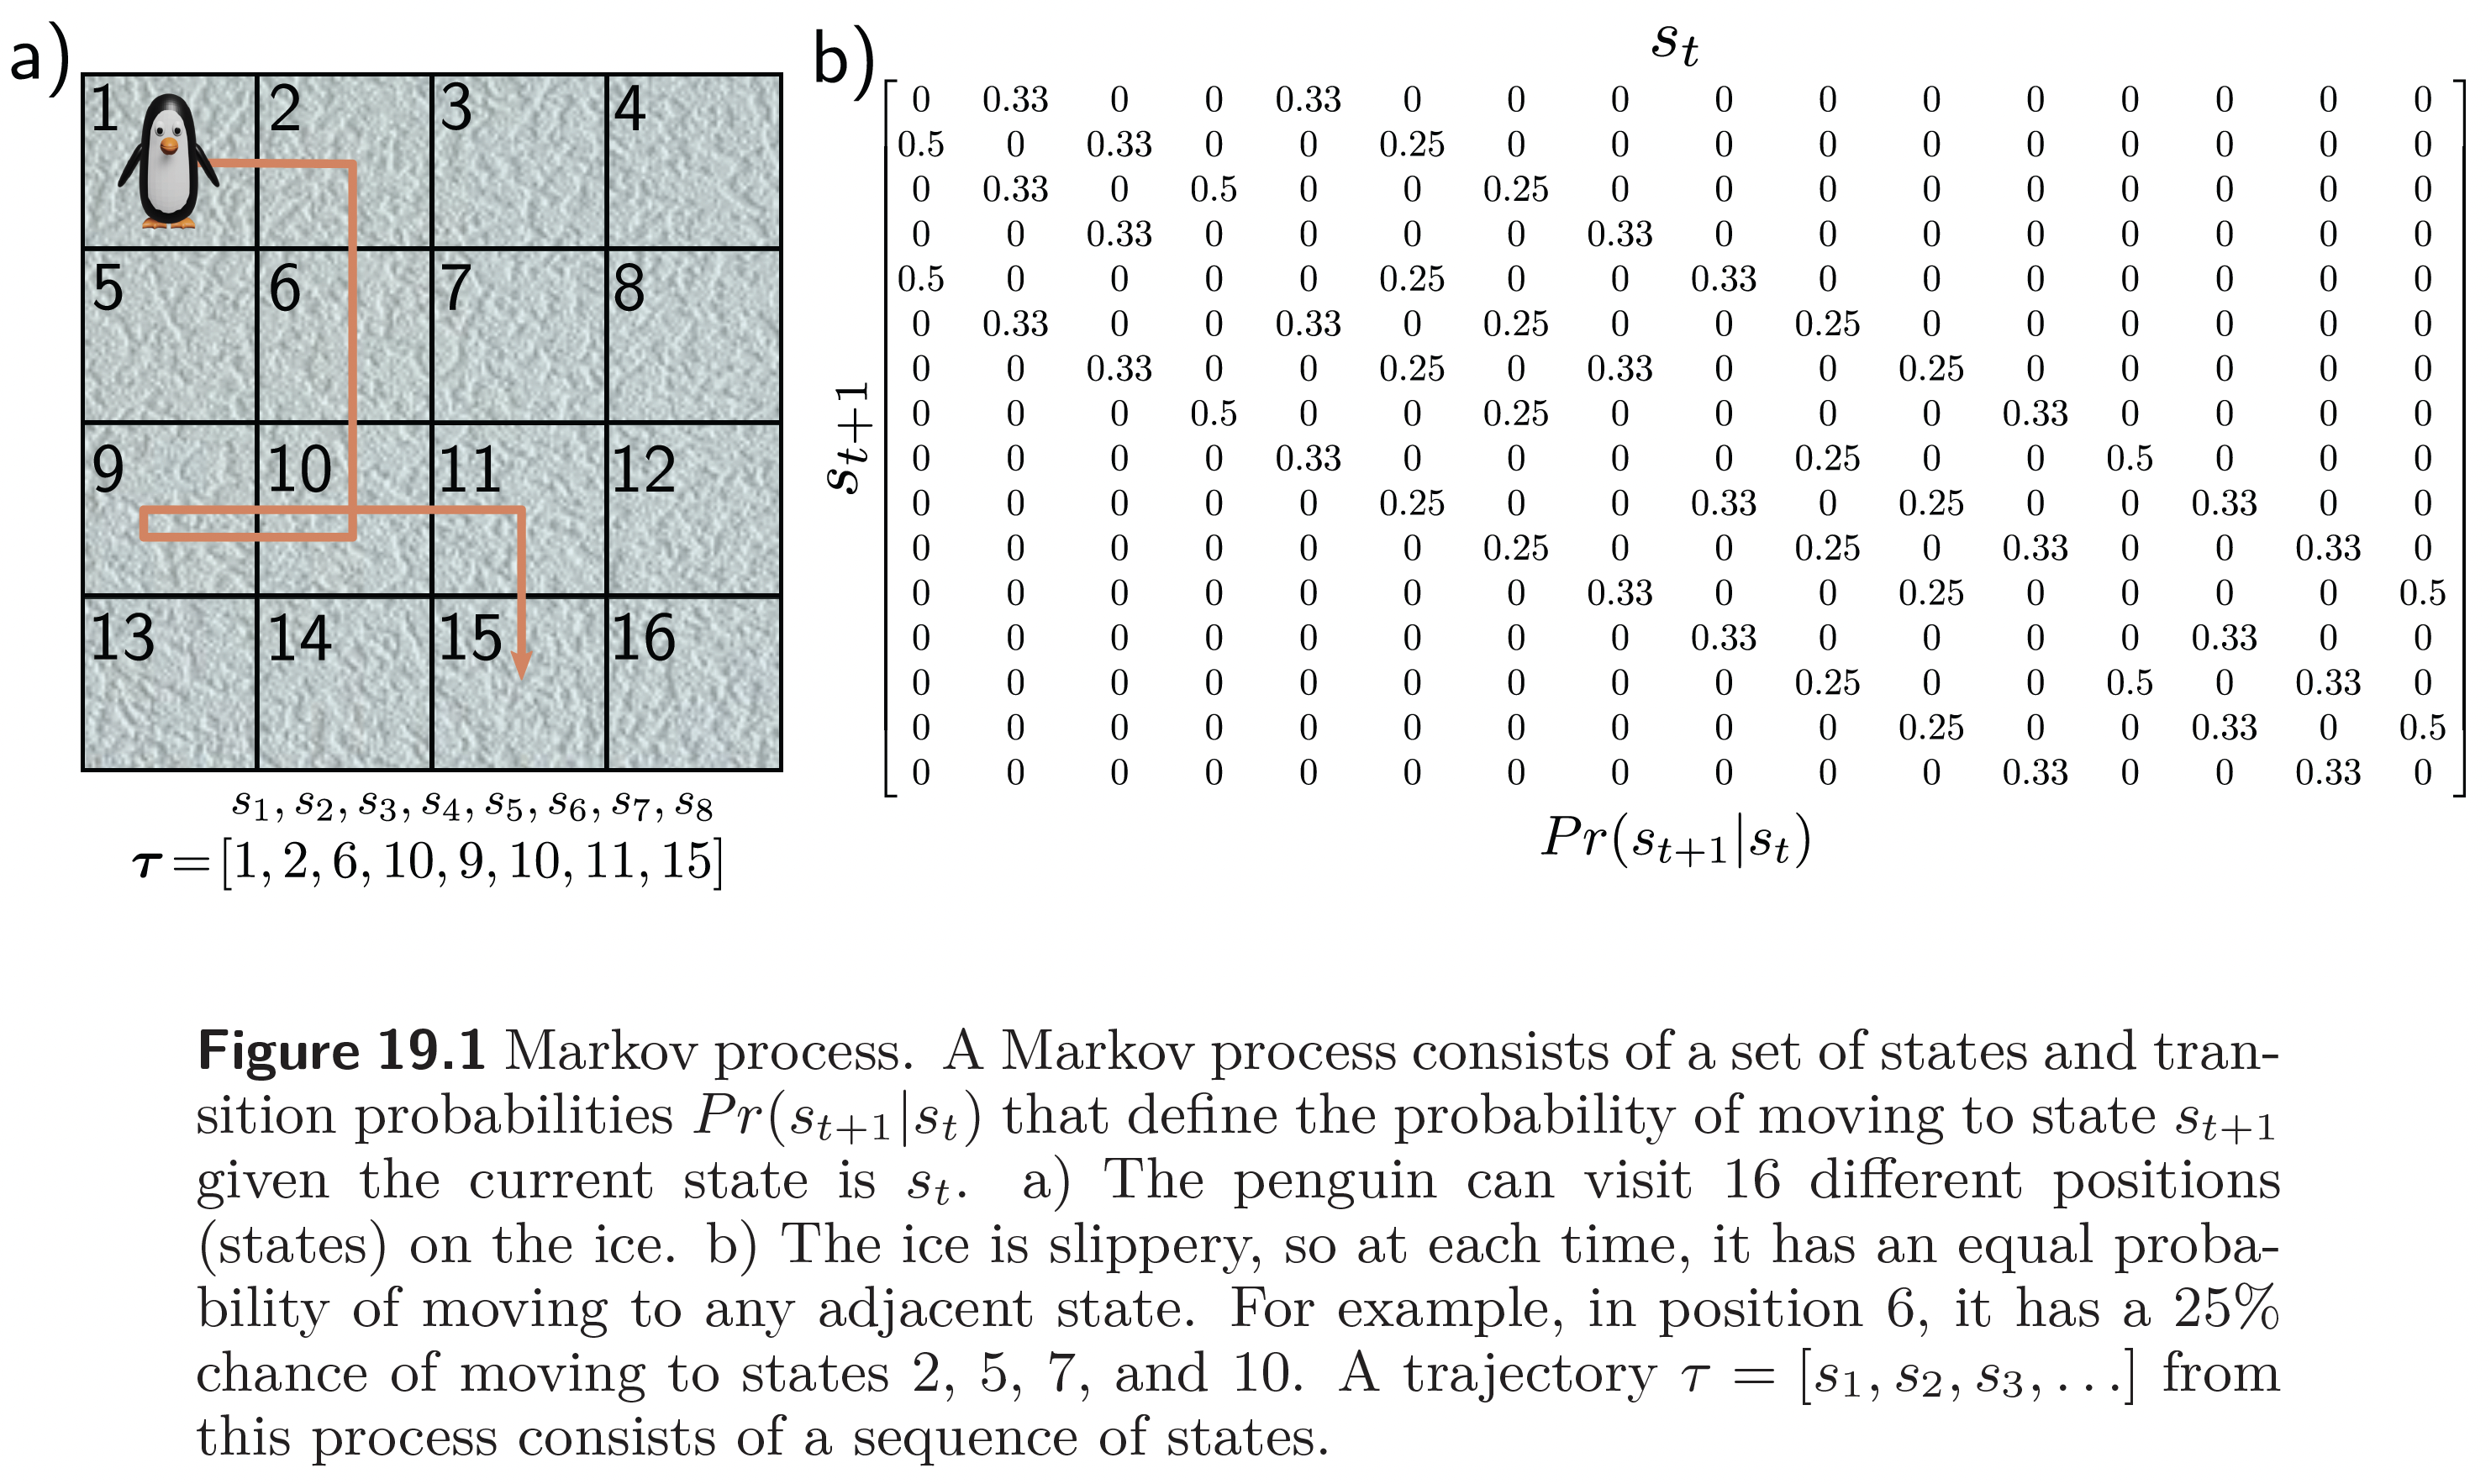 a)
1 2 3 4
5 6 7 8
9 10 11 12
13 14 15 16
s₁, s₂, s₃, s₄, s₅, s₆, s₇, s₈
τ = [1, 2, 6, 10, 9, 10, 11, 15]
b)
sₜ
sₜ₊₁
0 0.33 0 0 0.33 0 0 0 0 0 0 0 0 0 0 0
0.5 0 0.33 0 0 0.25 0 0 0 0 0 0 0 0 0 0
0 0.33 0 0.5 0 0 0.25 0 0 0 0 0 0 0 0 0
0 0 0.33 0 0 0 0 0.33 0 0 0 0 0 0 0 0
0.5 0 0 0 0 0.25 0 0 0.33 0 0 0 0 0 0 0
0 0.33 0 0 0.33 0 0.25 0 0 0.25 0 0 0 0 0 0
0 0 0.33 0 0 0.25 0 0.33 0 0 0.25 0 0 0 0 0
0 0 0 0.5 0 0 0.25 0 0 0 0 0.33 0 0 0 0
0 0 0 0 0.33 0 0 0 0 0.25 0 0 0.5 0 0 0
0 0 0 0 0 0.25 0 0 0.33 0 0.25 0 0 0.33 0 0
0 0 0 0 0 0 0.25 0 0 0.25 0 0.33 0 0 0.33 0
0 0 0 0 0 0 0 0.33 0 0 0.25 0 0 0 0 0.5
0 0 0 0 0 0 0 0 0.33 0 0 0 0 0.33 0 0
0 0 0 0 0 0 0 0 0 0.25 0 0 0.5 0 0.33 0
0 0 0 0 0 0 0 0 0 0 0.25 0 0 0.33 0 0.5
0 0 0 0 0 0 0 0 0 0 0 0.33 0 0 0.33 0
Pr(sₜ₊₁|sₜ)
Figure 19.1 Markov process. A Markov process consists of a set of states and tran-
sition probabilities Pr(sₜ₊₁|sₜ) that define the probability of moving to state sₜ₊₁
given the current state is sₜ. a) The penguin can visit 16 different positions
(states) on the ice. b) The ice is slippery, so at each time, it has an equal proba-
bility of moving to any adjacent state. For example, in position 6, it has a 25%
chance of moving to states 2, 5, 7, and 10. A trajectory τ = [s₁, s₂, s₃, . . .] from
this process consists of a sequence of states.